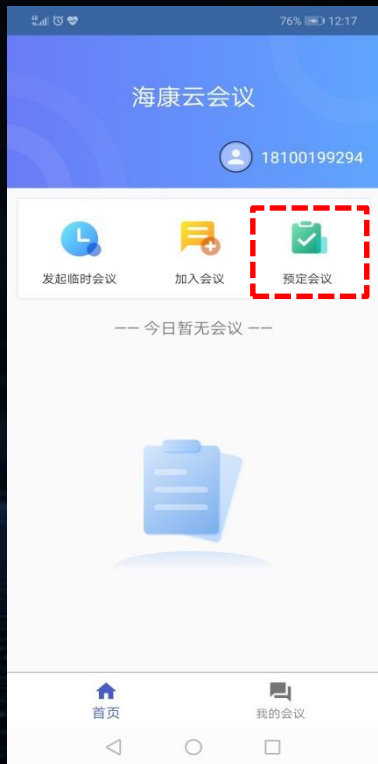 76% 12:17
海康云会议
18100199294
发起临时会议 加入会议 预定会议
—— 今日暂无会议 ——
首页 我的会议